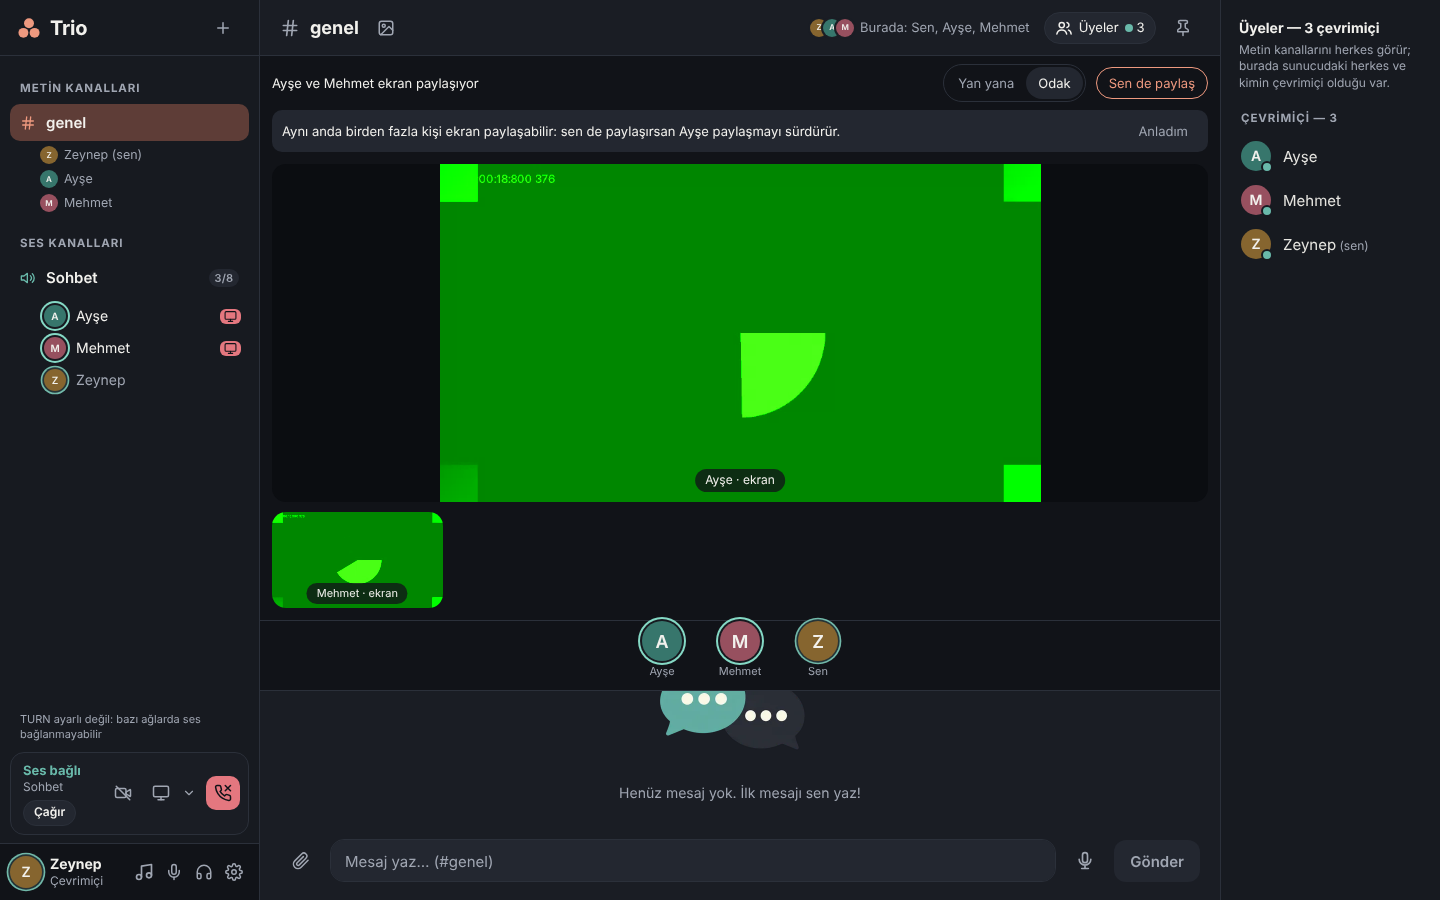 Trio
METİN KANALLARI
genel
Z Zeynep (sen)
A Ayşe
M Mehmet
SES KANALLARI
Sohbet 3/8
A Ayşe
M Mehmet
Z Zeynep
TURN ayarlı değil: bazı ağlarda ses
bağlanmayabilir
Ses bağlı
Sohbet
Çağır
Z Zeynep
Çevrimiçi
# genel
Z A M Burada: Sen, Ayşe, Mehmet
Üyeler 3
Ayşe ve Mehmet ekran paylaşıyor
Yan yana Odak Sen de paylaş
Aynı anda birden fazla kişi ekran paylaşabilir: sen de paylaşırsan Ayşe paylaşmayı sürdürür. Anladım
00:18:800 376
Ayşe · ekran
Mehmet · ekran
A M Z
Ayşe Mehmet Sen
Henüz mesaj yok. İlk mesajı sen yaz!
Mesaj yaz... (#genel) Gönder
Üyeler — 3 çevrimiçi
Metin kanallarını herkes görür;
burada sunucudaki herkes ve
kimin çevrimiçi olduğu var.
ÇEVRİMİÇİ — 3
A Ayşe
M Mehmet
Z Zeynep (sen)